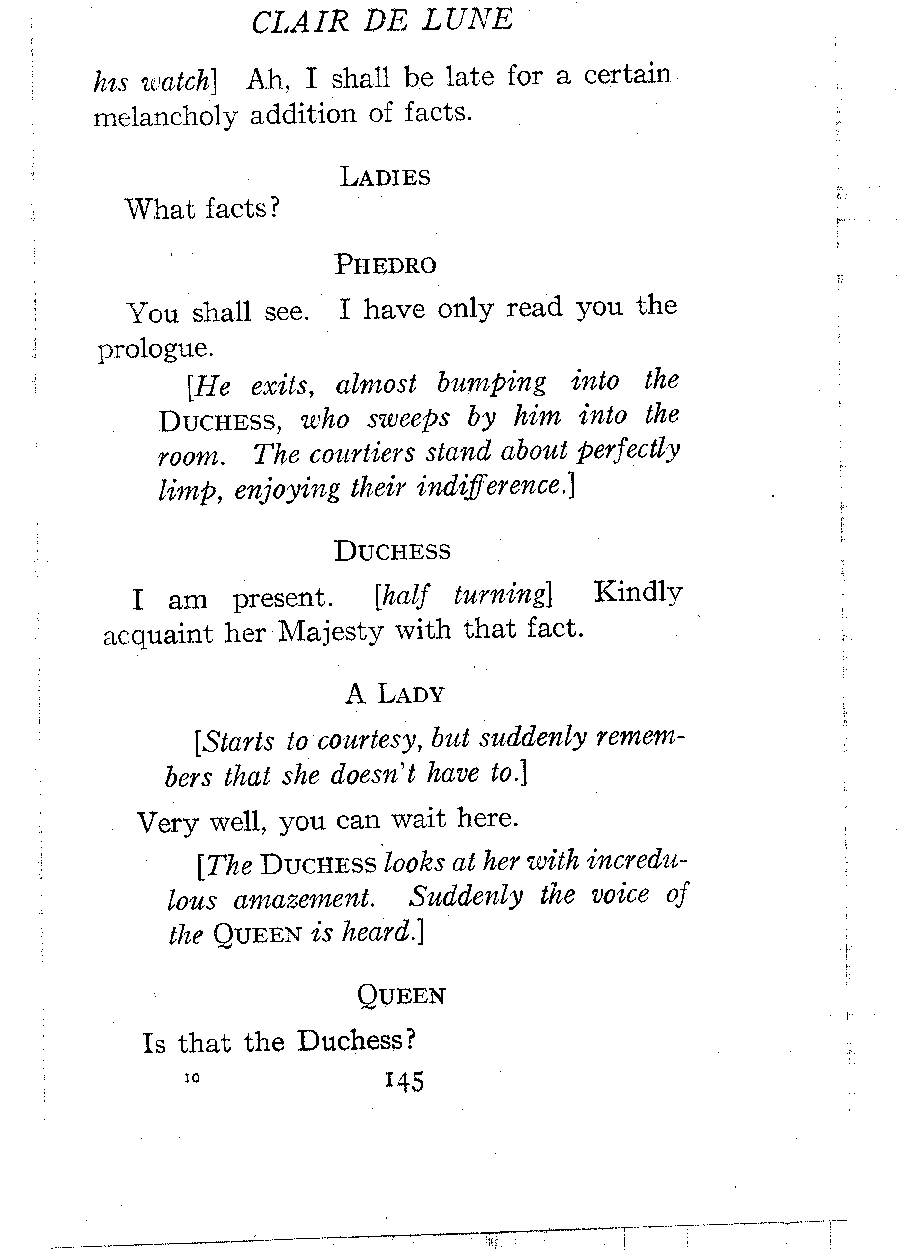 CLAIR DE LUNE
his watch] Ah, I shall be late for a certain
melancholy addition of facts.
LADIES
What facts?
PHEDRO
You shall see. I have only read you the
prologue.
[He exits, almost bumping into the
DUCHESS, who sweeps by him into the
room. The courtiers stand about perfectly
limp, enjoying their indifference.]
DUCHESS
I am present. [half turning] Kindly
acquaint her Majesty with that fact.
A LADY
[Starts to courtesy, but suddenly remem-
bers that she doesn't have to.]
Very well, you can wait here.
[The DUCHESS looks at her with incredu-
lous amazement. Suddenly the voice of
the QUEEN is heard.]
QUEEN
Is that the Duchess?
10 145